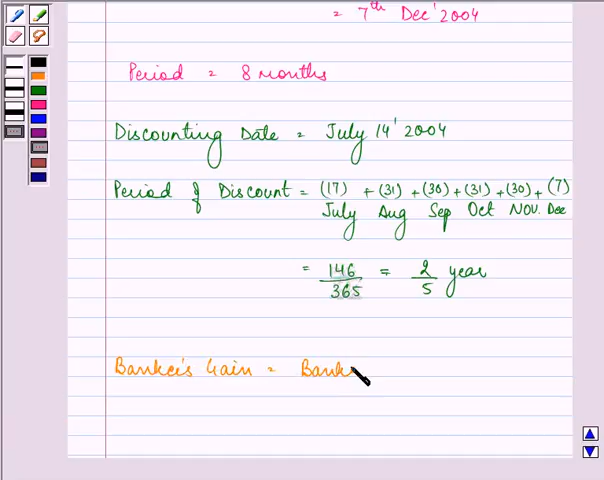 = 7th Dec' 2004
Period = 8 months
Discounting Date = July 14' 2004
Period of Discount = (17) + (31) + (30) + (31) + (30) + (7)
July Aug Sep Oct NOV. Dec
= 146/365 = 2/5 year
Banker's Gain = Bank